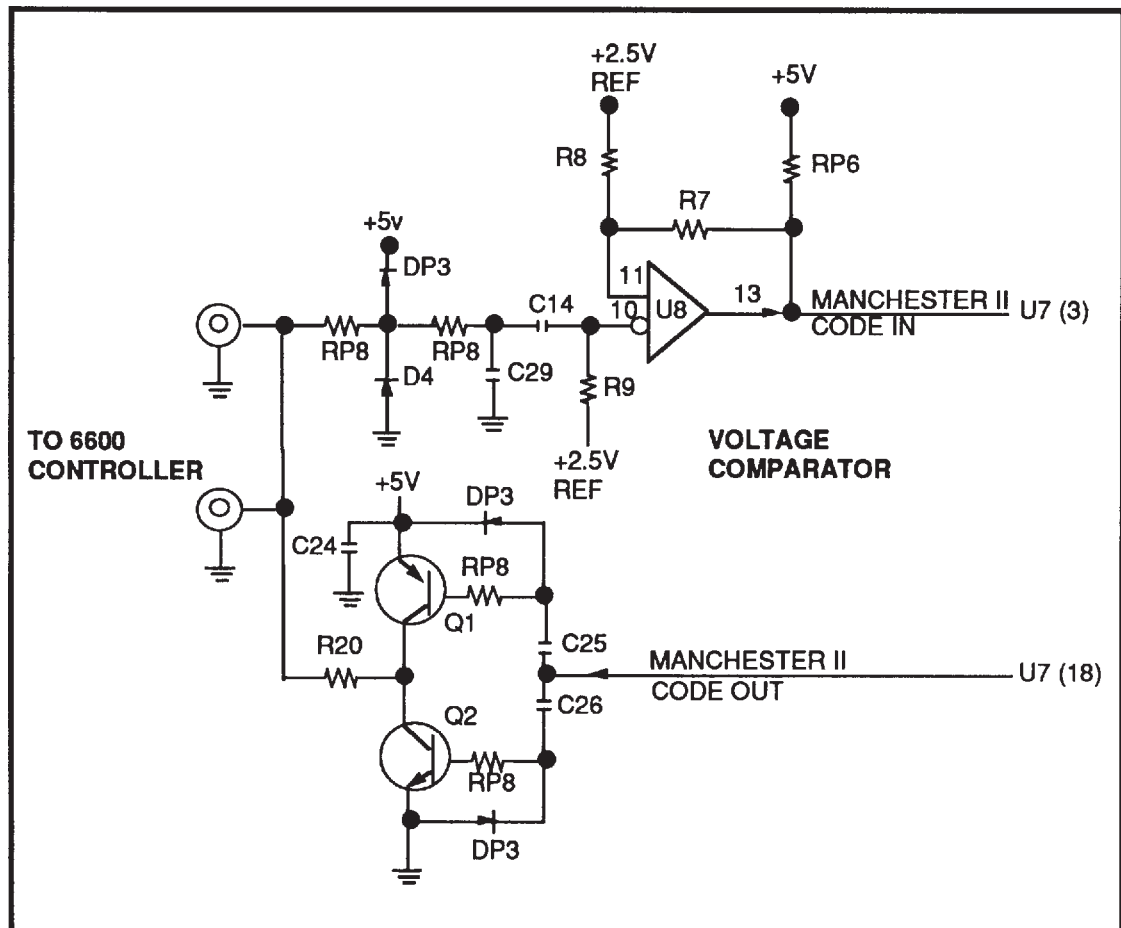 +2.5V
REF
+5V
R8
RP6
R7
+5v
DP3
11
C14
10
U8
13
MANCHESTER II
CODE IN
U7 (3)
RP8
RP8
D4
C29
R9
TO 6600
CONTROLLER
+2.5V
REF
VOLTAGE
COMPARATOR
+5V
DP3
C24
RP8
Q1
C25
R20
MANCHESTER II
CODE OUT
U7 (18)
C26
Q2
RP8
DP3